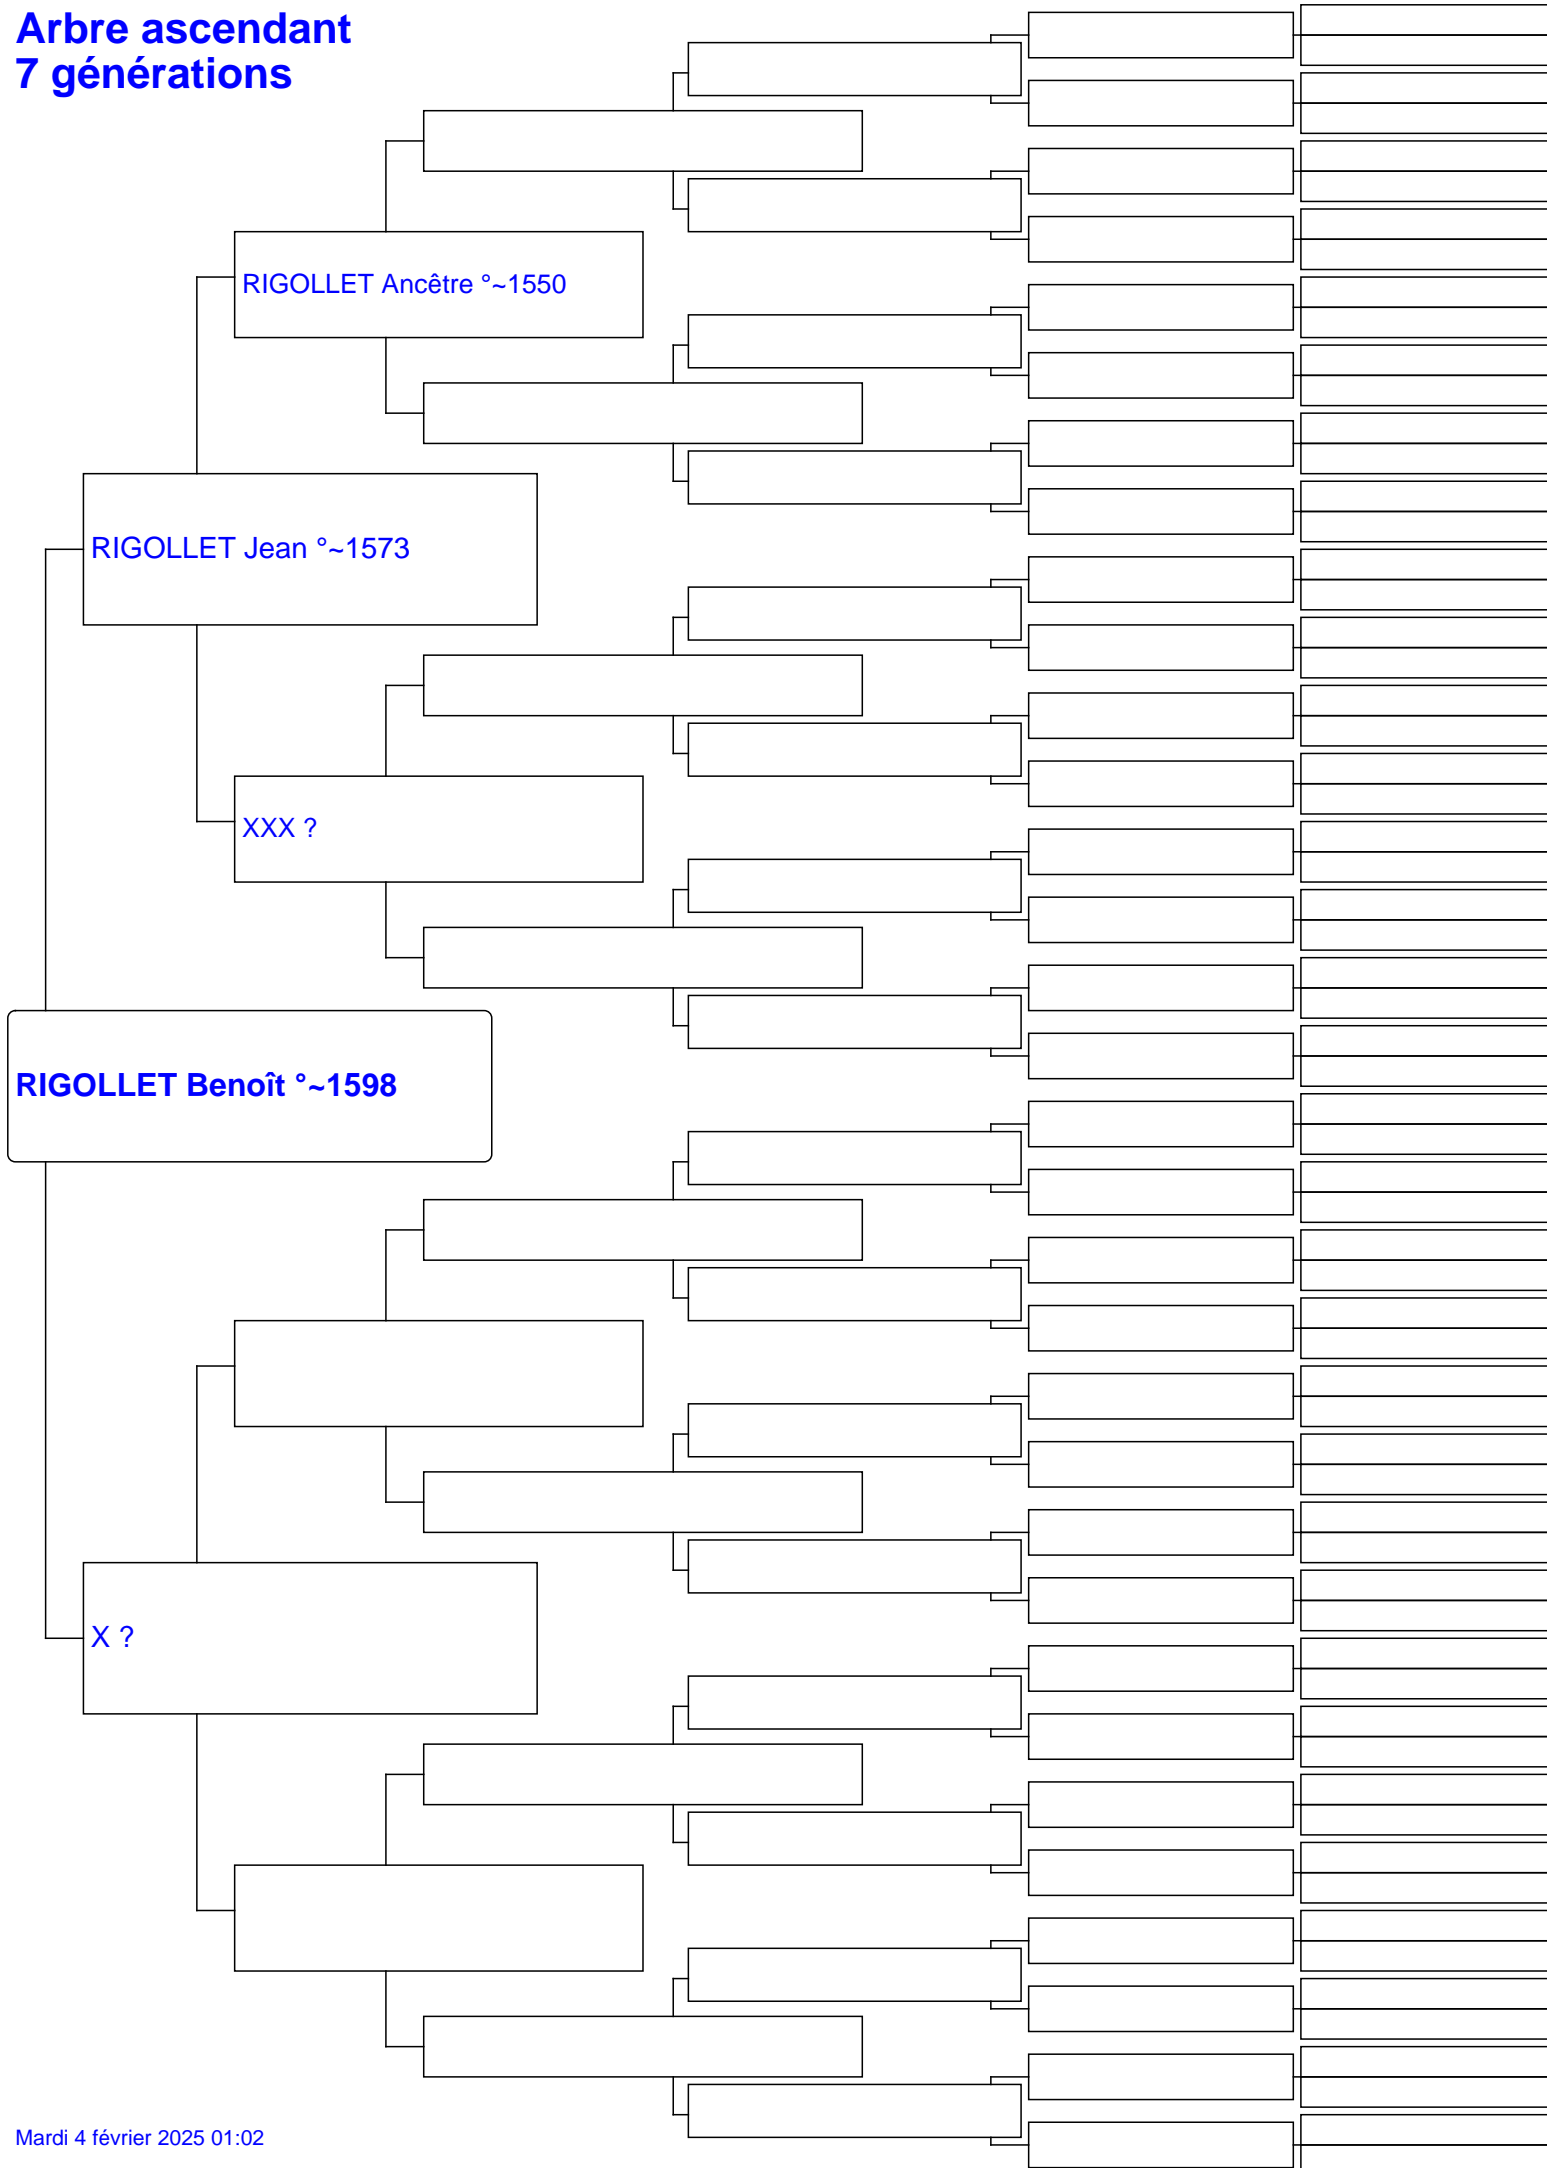 Arbre ascendant
7 générations
RIGOLLET Ancêtre °~1550
RIGOLLET Jean °~1573
XXX ?
RIGOLLET Benoît °~1598
X ?
Mardi 4 février 2025 01:02